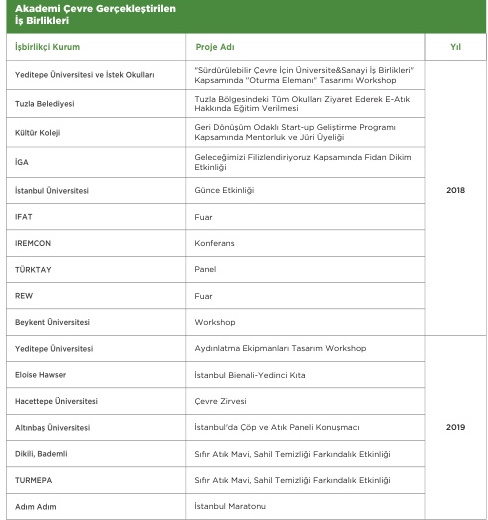 Akademi Çevre Gerçekleştirilen
İş Birlikleri
İşbirlikçi Kurum Proje Adı Yıl
Yeditepe Üniversitesi ve İstek Okulları "Sürdürülebilir Çevre İçin Üniversite&Sanayi İş Birlikleri"
Kapsamında "Oturma Elemanı" Tasarımı Workshop
Tuzla Belediyesi Tuzla Bölgesindeki Tüm Okulları Ziyaret Ederek E-Atık
Hakkında Eğitim Verilmesi
Kültür Koleji Geri Dönüşüm Odaklı Start-up Geliştirme Programı
Kapsamında Mentorluk ve Jüri Üyeliği
İGA Geleceğimizi Filizlendiriyoruz Kapsamında Fidan Dikim
Etkinliği
İstanbul Üniversitesi Günce Etkinliği 2018
IFAT Fuar
IREMCON Konferans
TÜRKTAY Panel
REW Fuar
Beykent Üniversitesi Workshop
Yeditepe Üniversitesi Aydınlatma Ekipmanları Tasarım Workshop
Eloise Hawser İstanbul Bienali-Yedinci Kıta
Hacettepe Üniversitesi Çevre Zirvesi
Altınbaş Üniversitesi İstanbul'da Çöp ve Atık Paneli Konuşmacı 2019
Dikili, Bademli Sıfır Atık Mavi, Sahil Temizliği Farkındalık Etkinliği
TURMEPA Sıfır Atık Mavi, Sahil Temizliği Farkındalık Etkinliği
Adım Adım İstanbul Maratonu